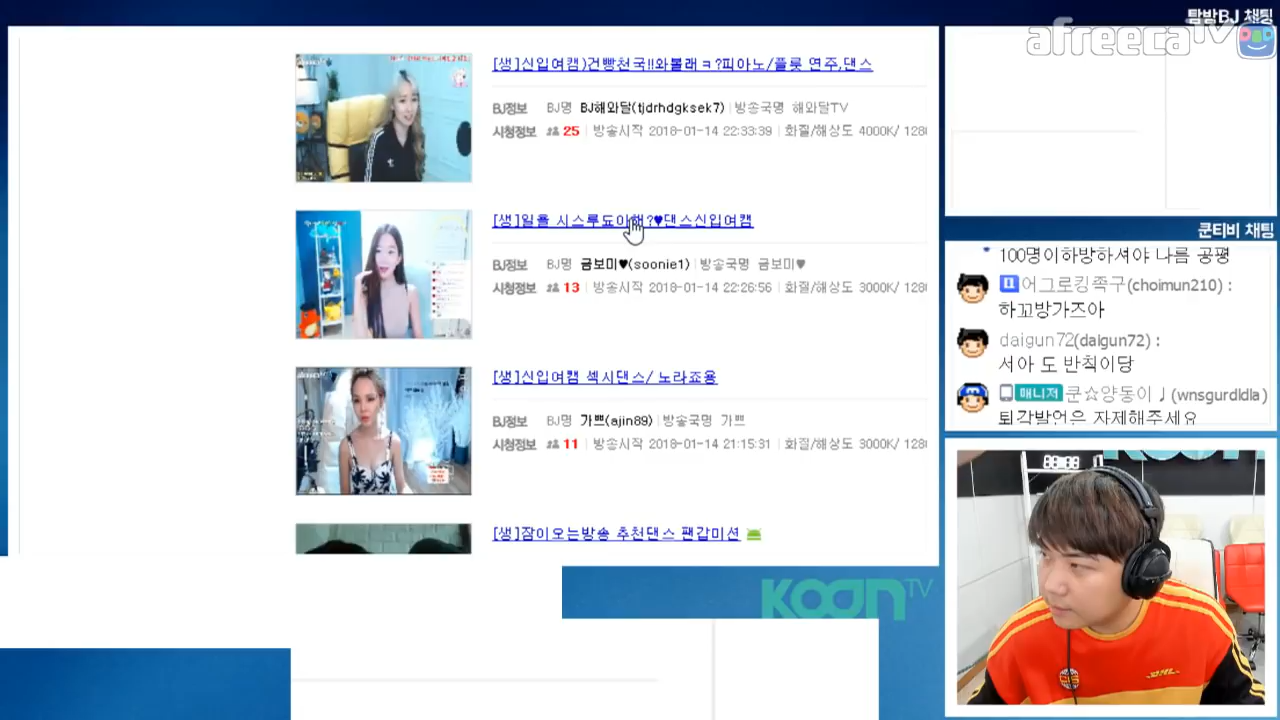 탐방BJ 채팅
afreecaTV
[생]신입여캠)건빵천국!!와볼래ㅋ?피아노/플룻 연주,댄스
BJ정보 BJ명 BJ해와달(tjdrhdgksek7) 방송국명 해와달TV
시청정보 25 방송시작 2018-01-14 22:33:39 화질/해상도 4000K/ 128
[생]일욜 시스루됴아해?♥댄스신입여캠
BJ정보 BJ명 금보미♥(soonie1) 방송국명 금보미♥
시청정보 13 방송시작 2018-01-14 22:26:56 화질/해상도 3000K/ 128
[생]신입여캠 섹시댄스/ 노라죠용
BJ정보 BJ명 가쁘(ajin89) 방송국명 가쁘
시청정보 11 방송시작 2018-01-14 21:15:31 화질/해상도 3000K/ 128
[생]잠이오는방송 추천댄스 팬갑미션
쿤티비 채팅
100명이하방하셔야 나름 공평
어그로킹족구(choimun210) :
하꼬방가즈아
daigun72(daigun72) :
서아 도 반칙이당
매니저 쿤☆양동이♩(wnsgurdldla)
퇴각발언은 자제해주세요
KOONTV
DHL